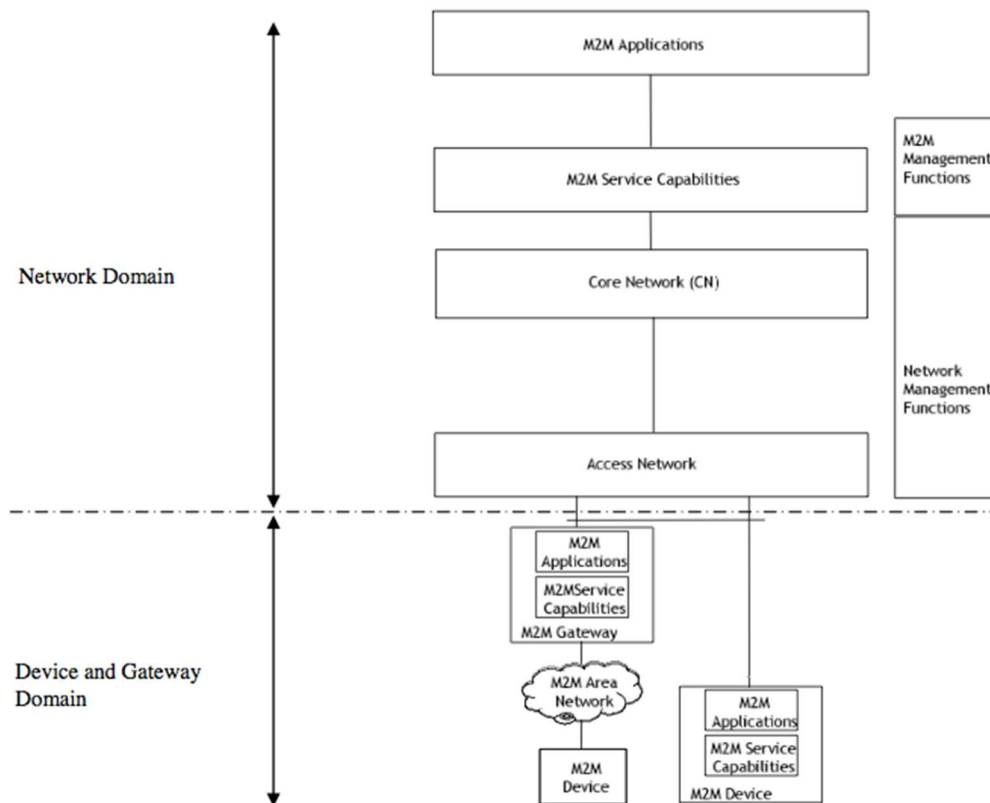 M2M Applications
M2M
Management
Functions
M2M Service Capabilities
Network Domain
Core Network (CN)
Network
Management
Functions
Access Network
M2M
Applications
M2MService
Capabilities
M2M Gateway
Device and Gateway
Domain
M2M Area
Network
M2M
Device
M2M
Applications
M2M Service
Capabilities
M2M Device